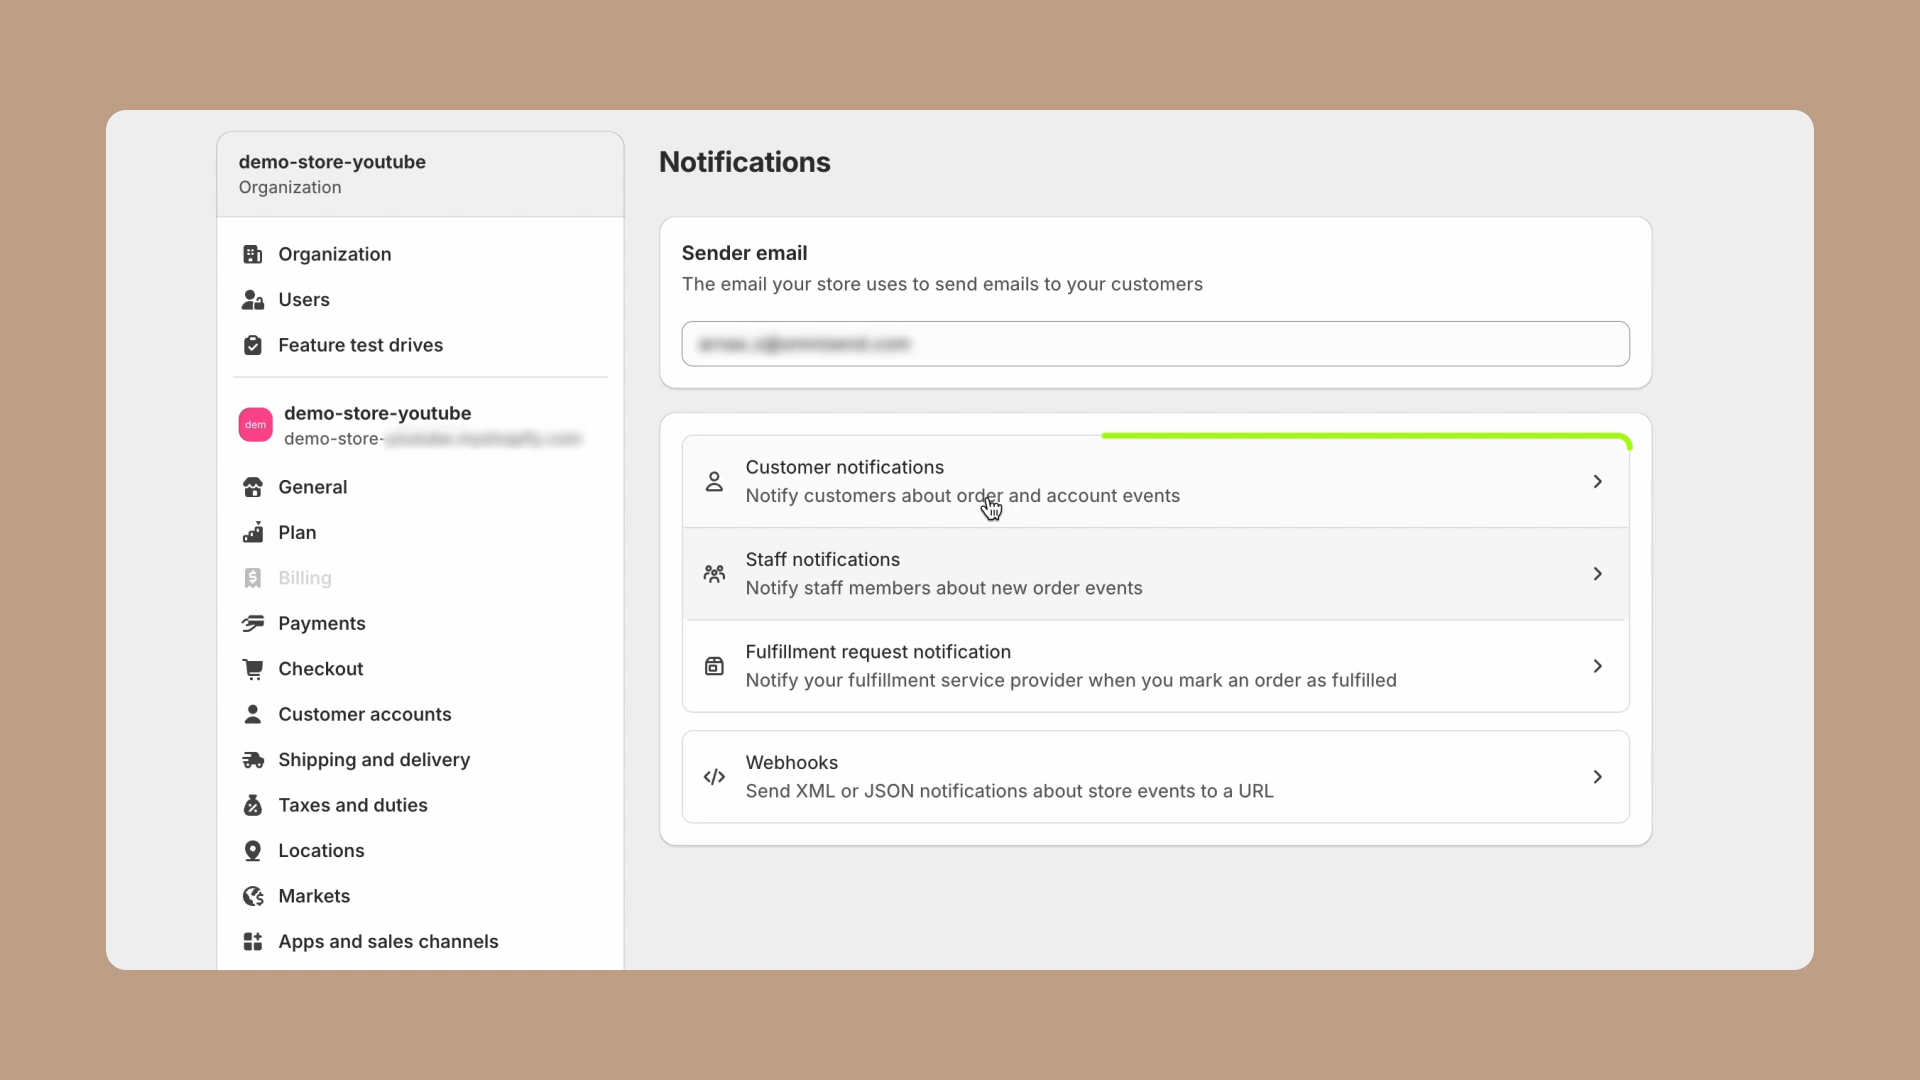 demo-store-youtube
Organization
Organization
Users
Feature test drives
dem
demo-store-youtube
demo-store-
General
Plan
Billing
Payments
Checkout
Customer accounts
Shipping and delivery
Taxes and duties
Locations
Markets
Apps and sales channels
Notifications
Sender email
The email your store uses to send emails to your customers
Customer notifications
Notify customers about order and account events
Staff notifications
Notify staff members about new order events
Fulfillment request notification
Notify your fulfillment service provider when you mark an order as fulfilled
Webhooks
Send XML or JSON notifications about store events to a URL